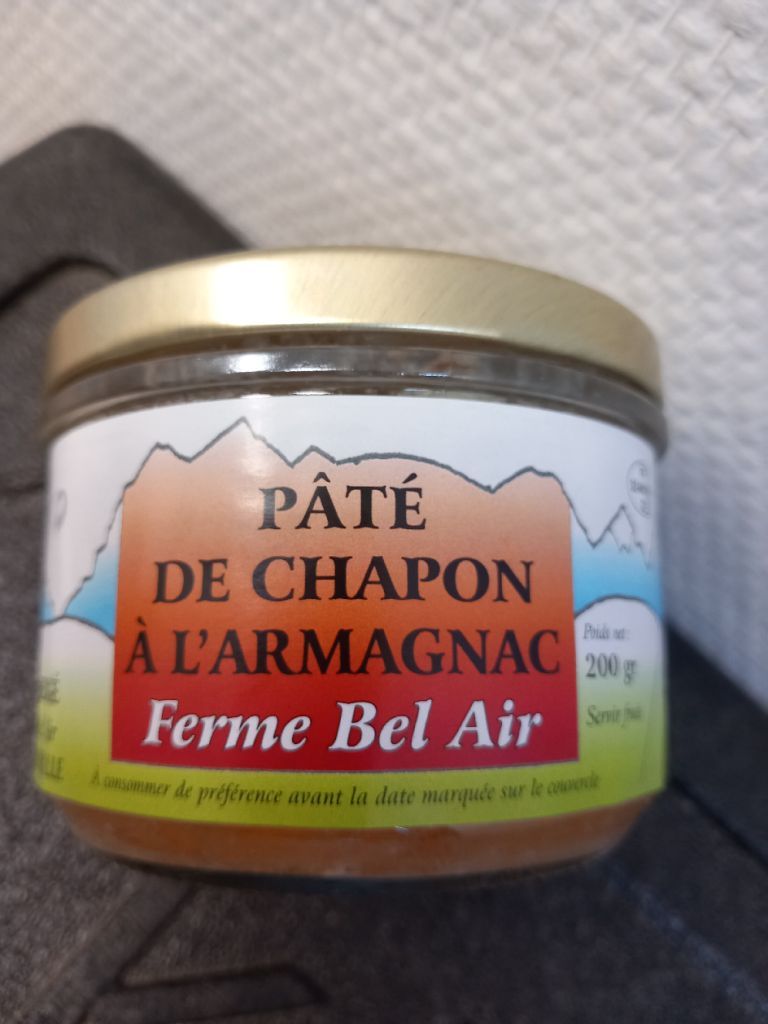 PÂTÉ
DE CHAPON
À L'ARMAGNAC
Ferme Bel Air
Poids net:
200 gr
Servir frais
A consommer de préférence avant la date marquée sur le couvercle